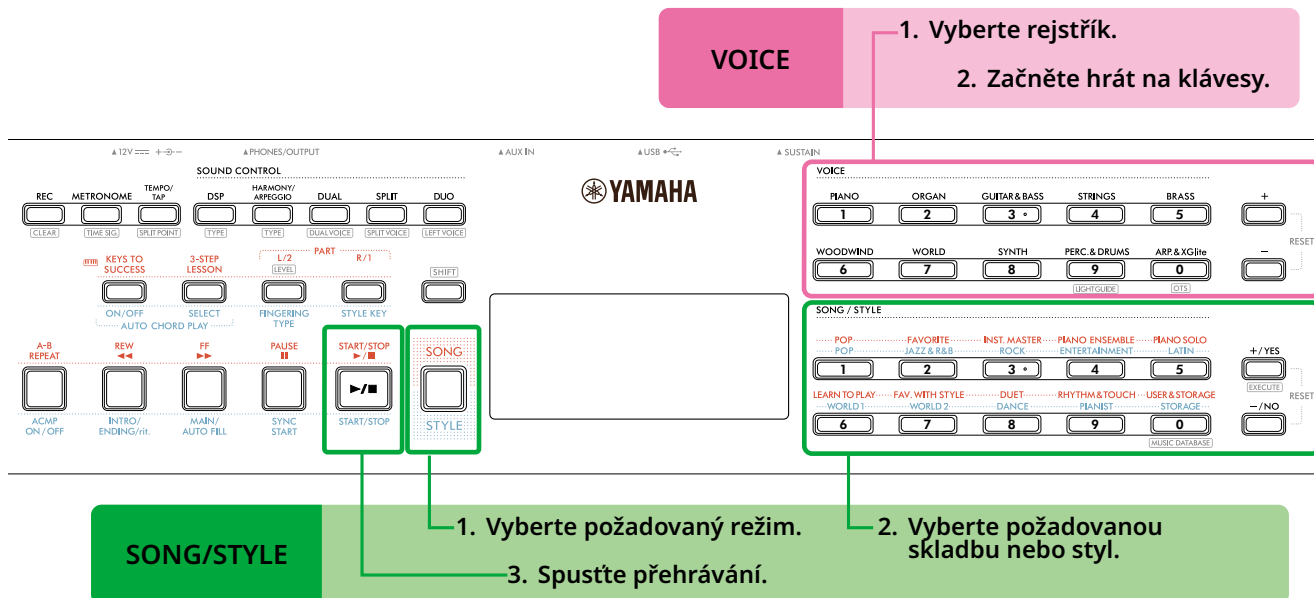 VOICE
1. Vyberte rejstřík.
2. Začněte hrát na klávesy.
12V
PHONES/OUTPUT
AUX IN
USB
SUSTAIN
SOUND CONTROL
REC METRONOME TEMPO/TAP DSP HARMONY/ARPEGGIO DUAL SPLIT DUO
CLEAR TIME SIG. SPLIT POINT TYPE TYPE DUAL VOICE SPLIT VOICE LEFT VOICE
KEYS TO SUCCESS
3-STEP LESSON
PART
L/2 R/1
LEVEL
SHIFT
ON/OFF SELECT FINGERING TYPE STYLE KEY
AUTO CHORD PLAY
A-B REPEAT REW FF PAUSE START/STOP SONG
ACMP ON/OFF INTRO/ENDING/rit. MAIN/AUTO FILL SYNC START START/STOP STYLE
YAMAHA
VOICE
PIANO ORGAN GUITAR & BASS STRINGS BRASS +
1 2 3 4 5
RESET
WOODWIND WORLD SYNTH PERC. & DRUMS ARP. & XGlite −
6 7 8 9 0
LIGHTGUIDE OTS
SONG / STYLE
POP FAVORITE INST. MASTER PIANO ENSEMBLE PIANO SOLO
POP JAZZ & R&B ROCK ENTERTAINMENT LATIN +/YES
1 2 3 4 5
EXECUTE
RESET
LEARN TO PLAY FAV. WITH STYLE DUET RHYTHM & TOUCH USER & STORAGE
WORLD 1 WORLD 2 DANCE PIANIST STORAGE −/NO
6 7 8 9 0
MUSIC DATABASE
SONG/STYLE
1. Vyberte požadovaný režim.
2. Vyberte požadovanou
skladbu nebo styl.
3. Spusťte přehrávání.